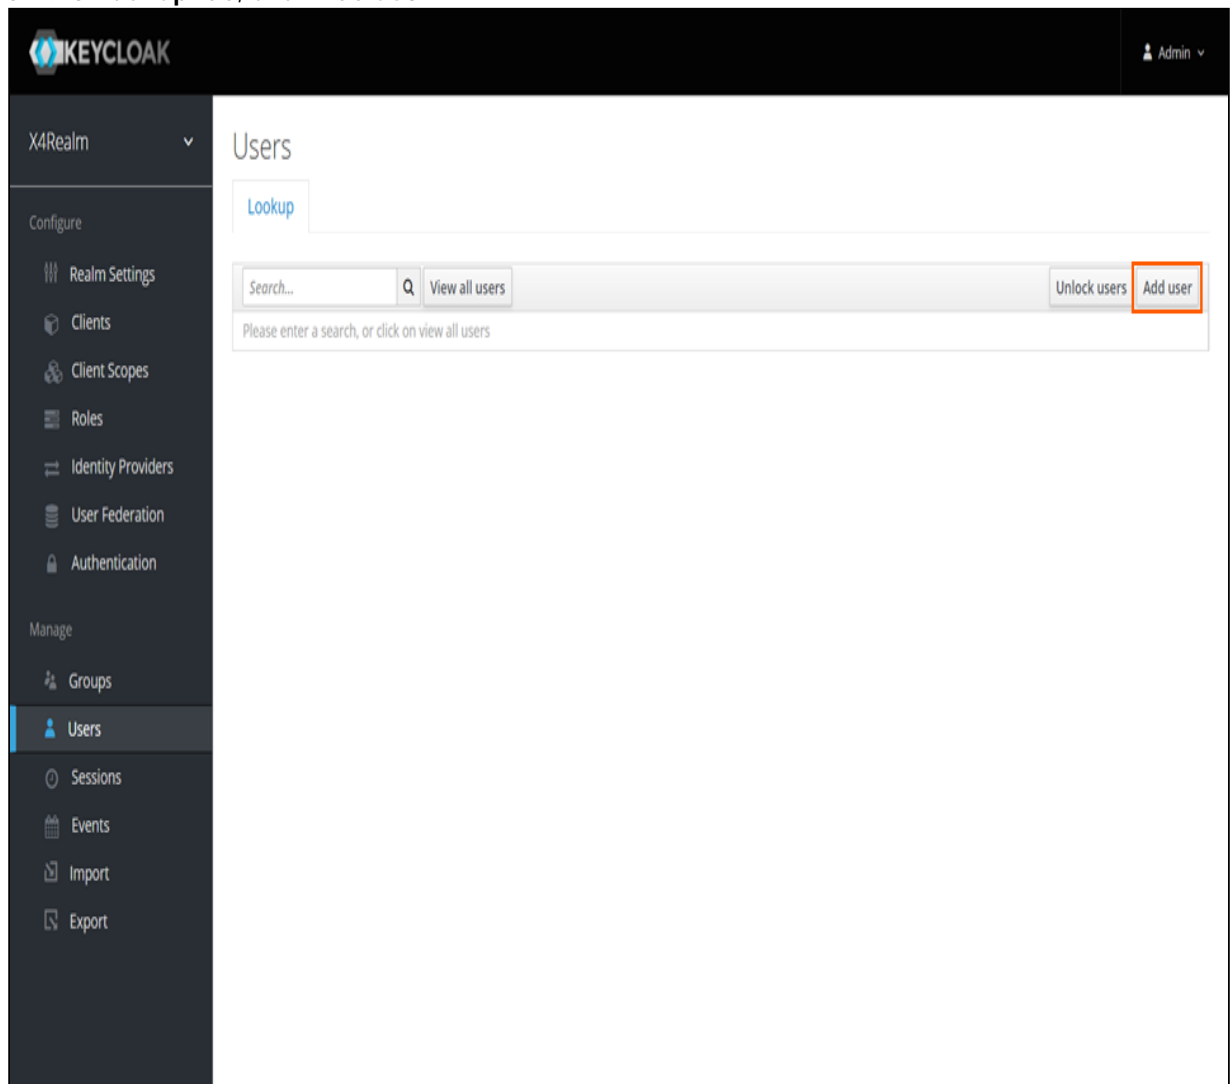 KEYCLOAK
Admin
X4Realm
Users
Lookup
Configure
Realm Settings
Search...
View all users
Unlock users
Add user
Please enter a search, or click on view all users
Clients
Client Scopes
Roles
Identity Providers
User Federation
Authentication
Manage
Groups
Users
Sessions
Events
Import
Export